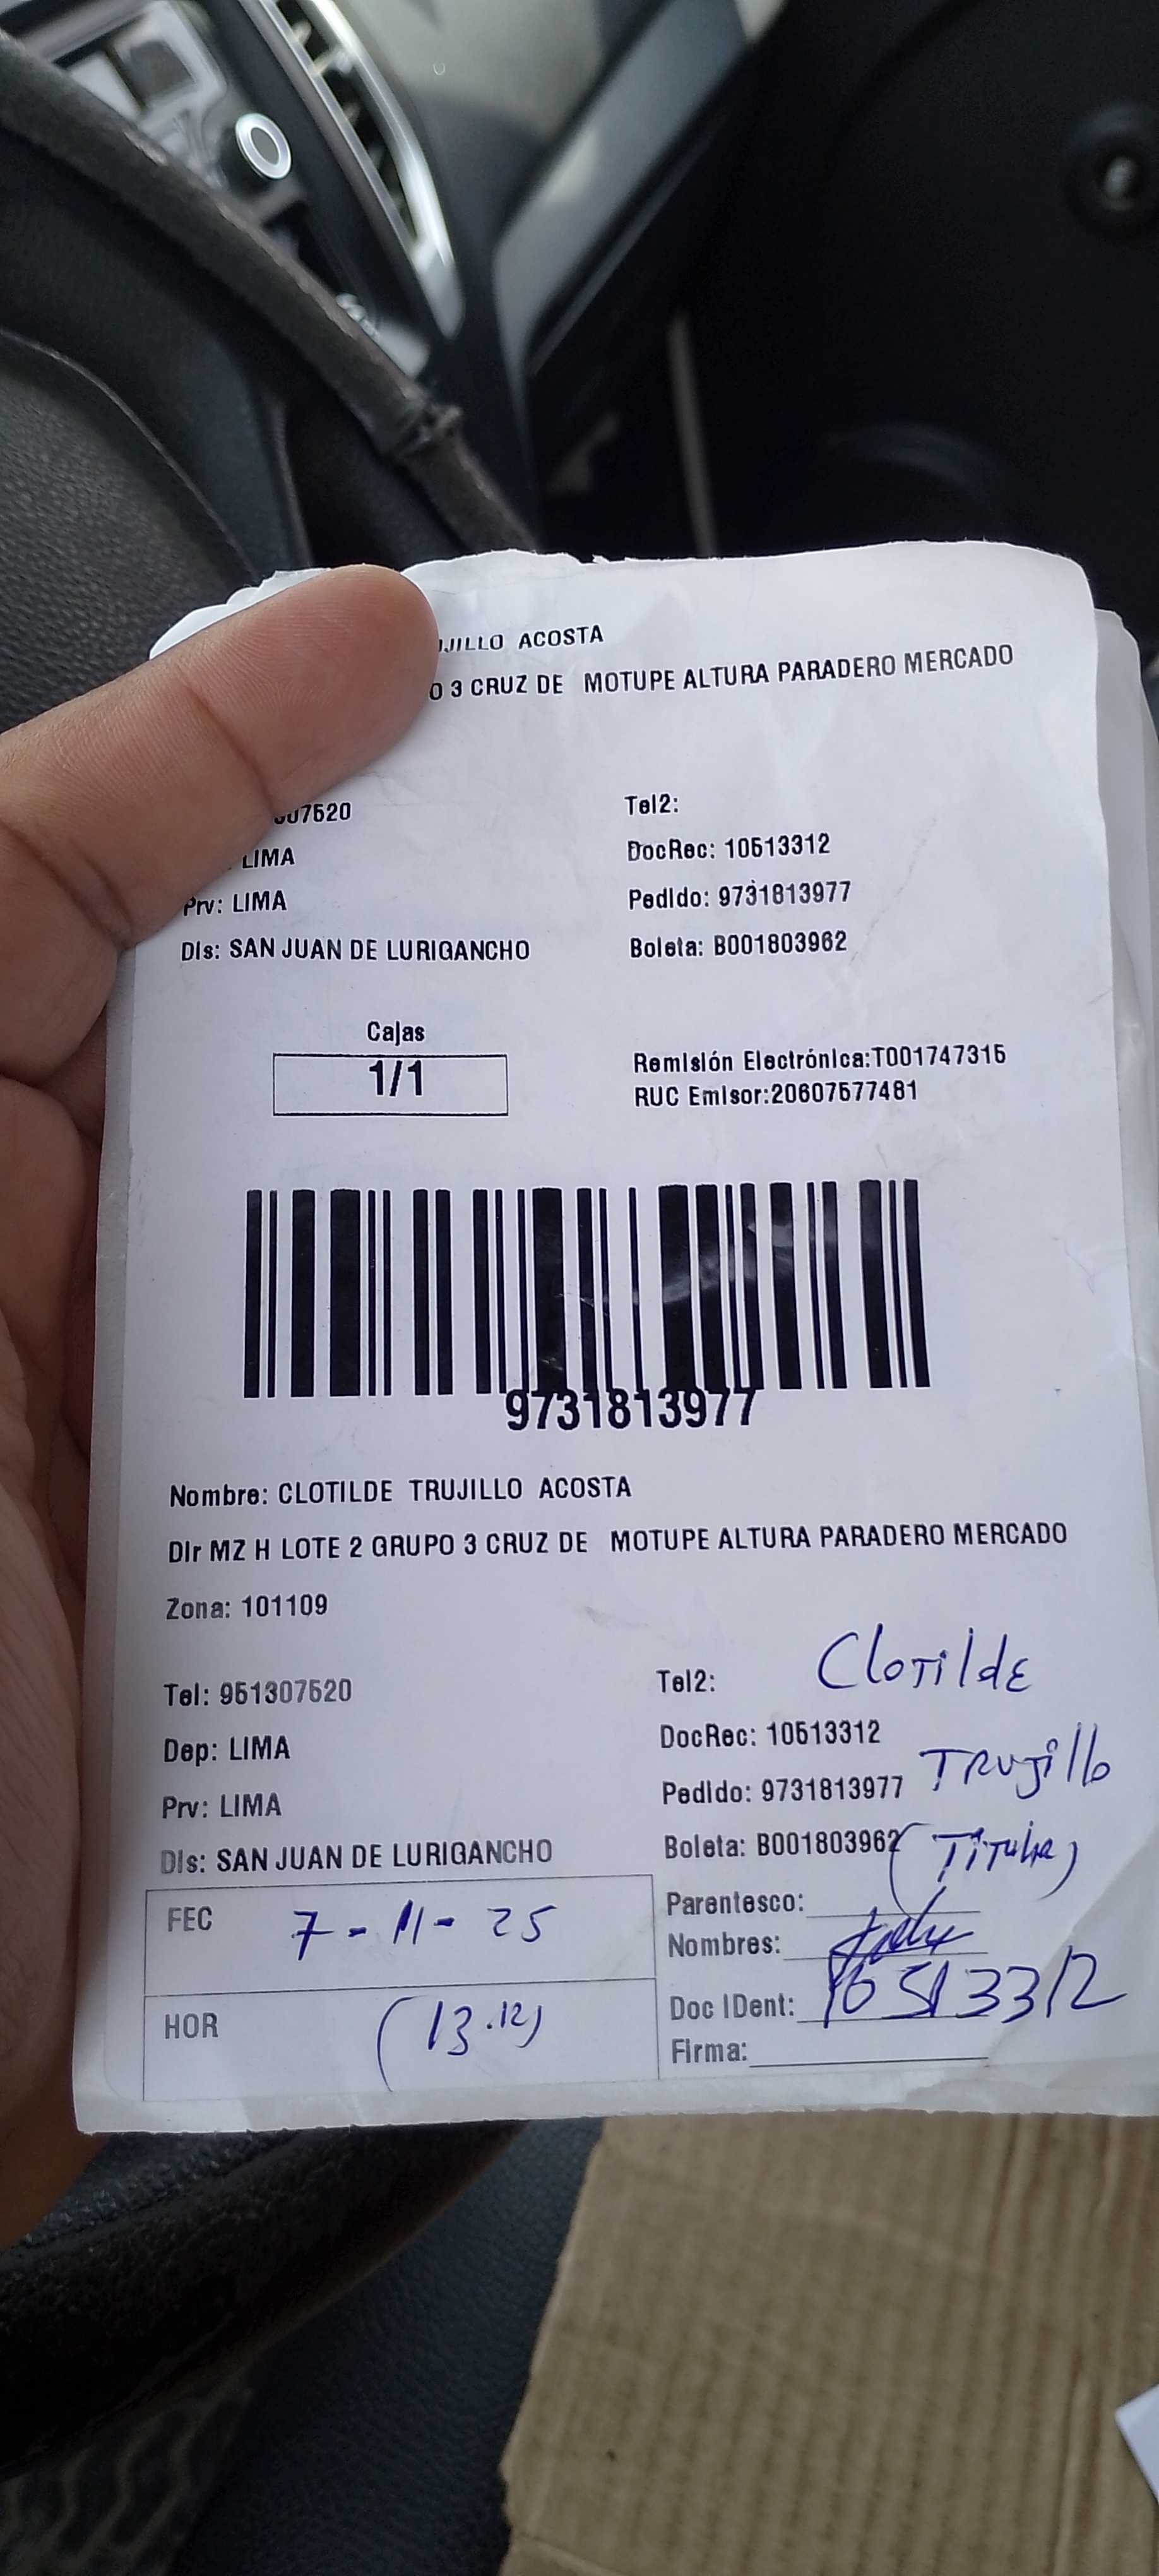 JILLO ACOSTA
O 3 CRUZ DE MOTUPE ALTURA PARADERO MERCADO
07520
Tel2:
LIMA
DocRec: 10513312
Prv: LIMA
Pedido: 9731813977
Dis: SAN JUAN DE LURIGANCHO
Boleta: B001803962
Cajas
1/1
Remisión Electrónica:T001747315
RUC Emisor:20607577481
9731813977
Nombre: CLOTILDE TRUJILLO ACOSTA
Dir MZ H LOTE 2 GRUPO 3 CRUZ DE MOTUPE ALTURA PARADERO MERCADO
Zona: 101109
Clotilde
Tel: 951307520
Tel2:
Dep: LIMA
DocRec: 10513312
Trujillo
Prv: LIMA
Pedido: 9731813977
Dis: SAN JUAN DE LURIGANCHO
Boleta: B001803962
(Titular)
FEC 7-11-25
Parentesco:
Nombres:
HOR (13.12)
Doc IDent: 10513312
Firma: